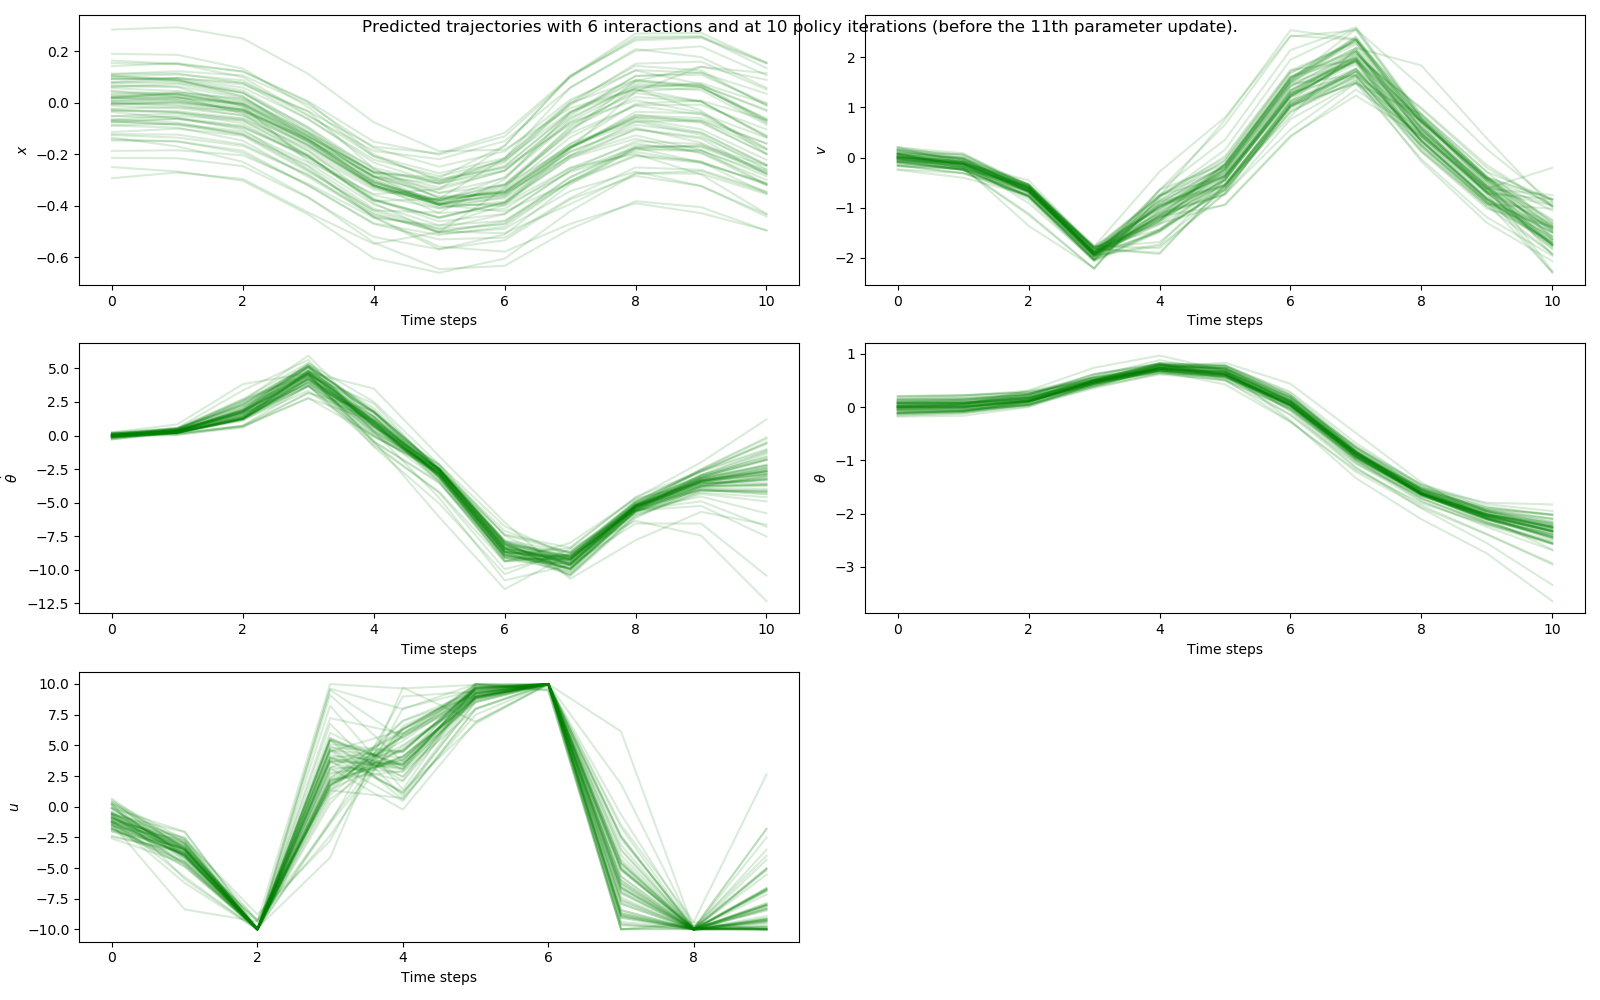 Predicted trajectories with 6 interactions and at 10 policy iterations (before the 11th parameter update).
0.2
0.0
−0.2
−0.4
−0.6
x
0 2 4 6 8 10
Time steps
2
1
0
−1
−2
v
0 2 4 6 8 10
Time steps
5.0
2.5
0.0
−2.5
−5.0
−7.5
−10.0
−12.5
θ̇
0 2 4 6 8 10
Time steps
1
0
−1
−2
−3
θ
0 2 4 6 8 10
Time steps
10.0
7.5
5.0
2.5
0.0
−2.5
−5.0
−7.5
−10.0
u
0 2 4 6 8
Time steps